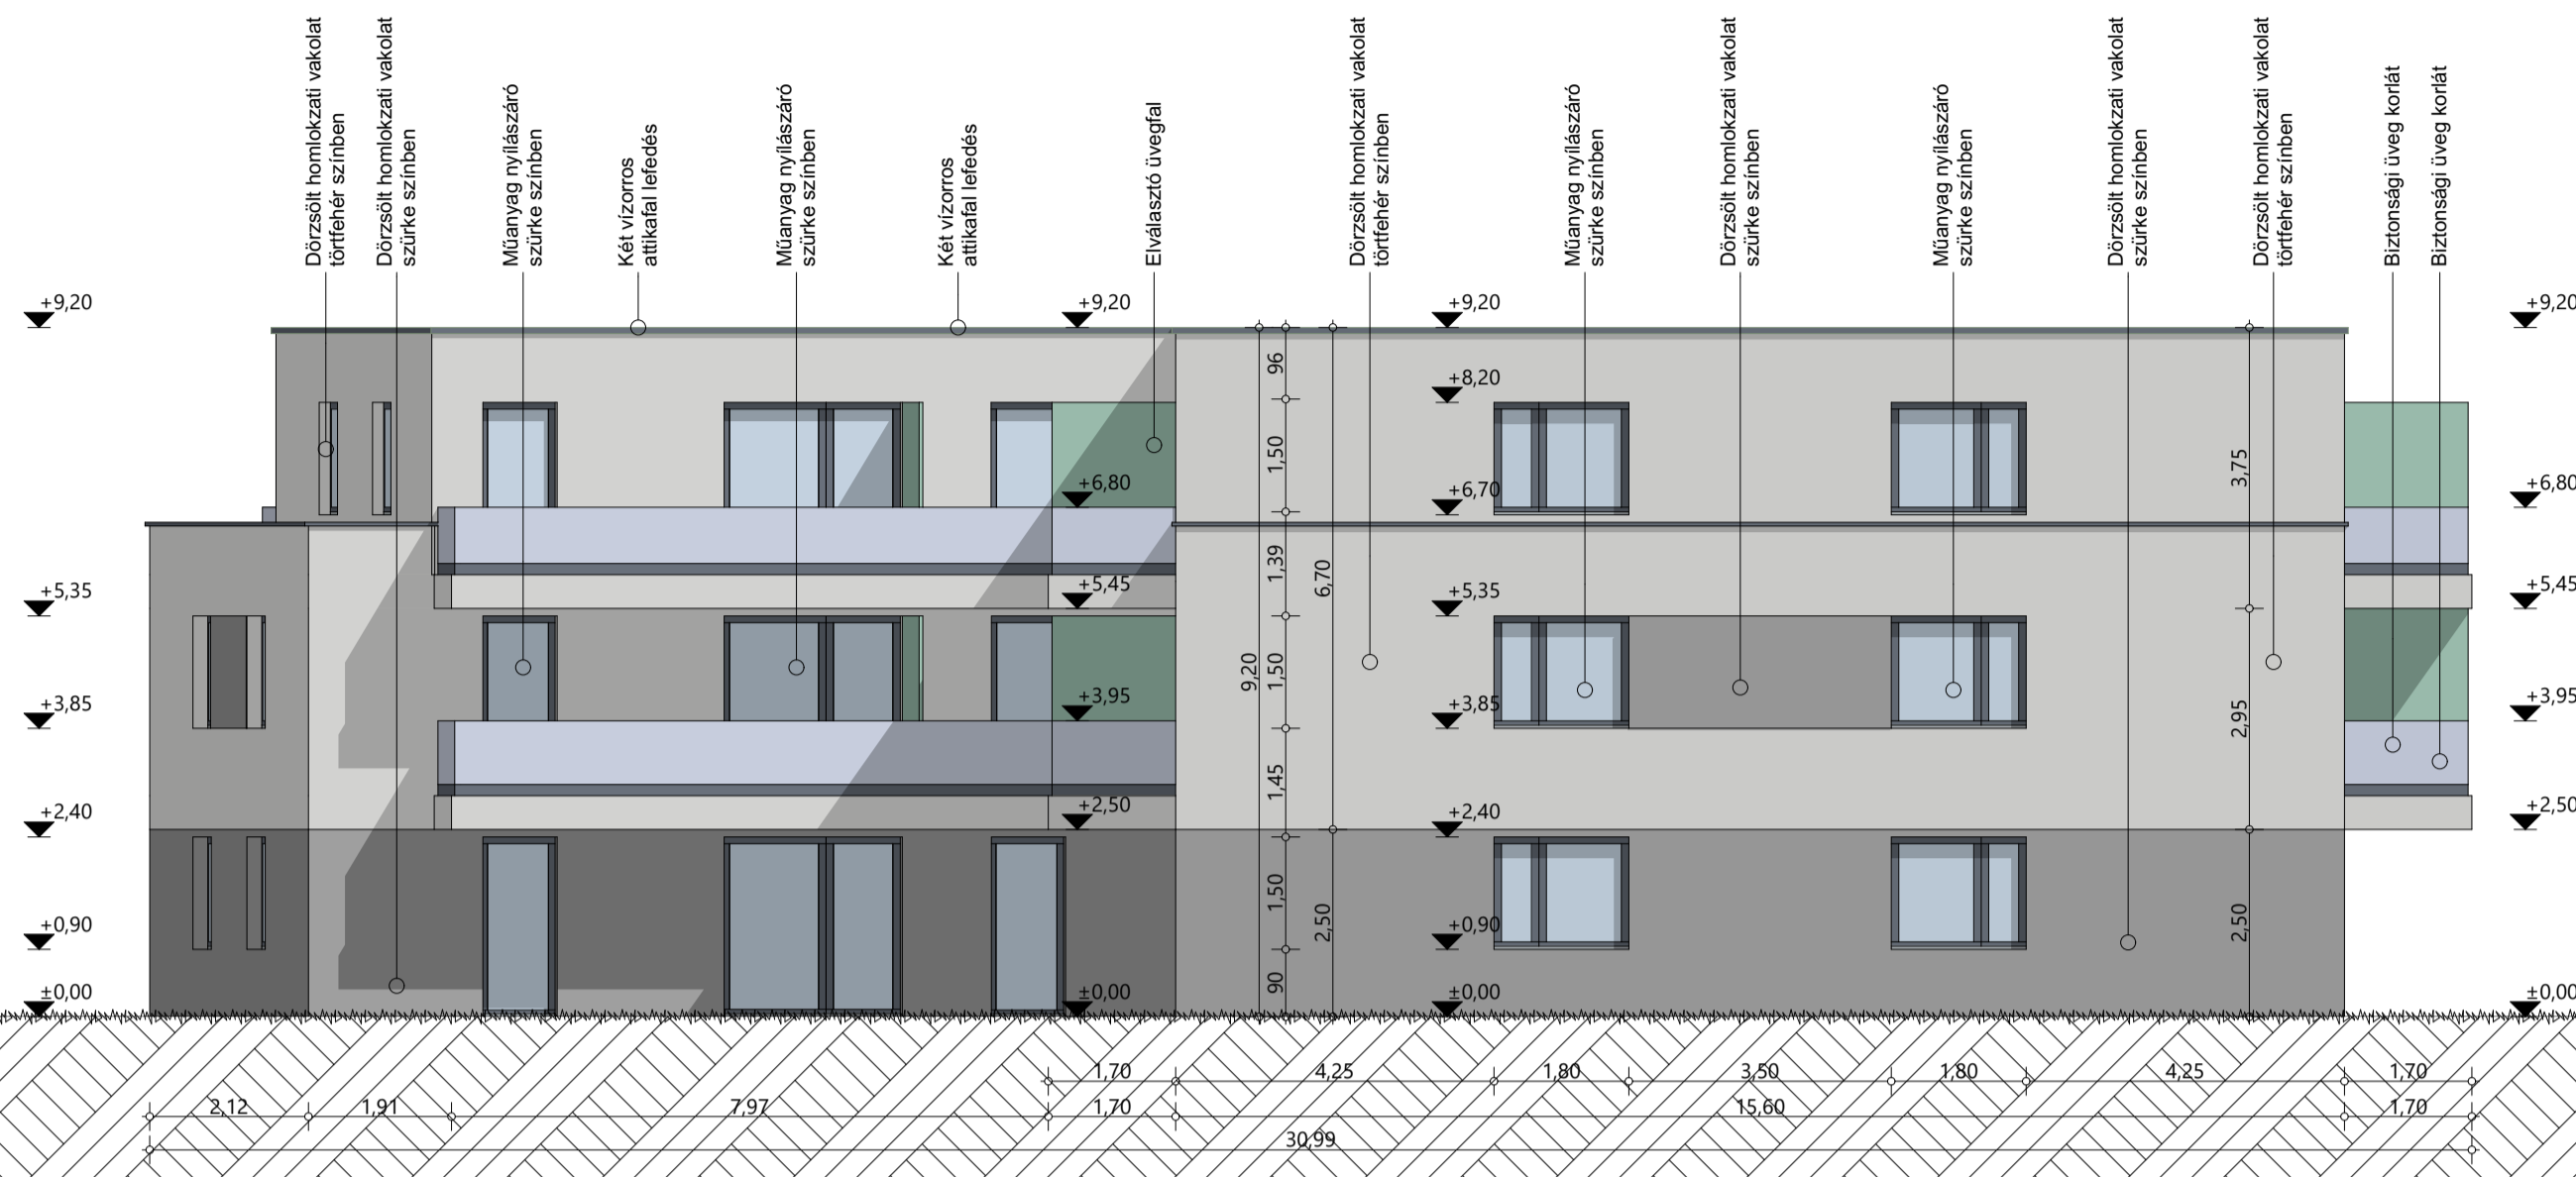 Dörzsölt homlokzati vakolat
törtfehér színben
Dörzsölt homlokzati vakolat
szürke színben
Műanyag nyílászáró
szürke színben
Két vízorros
attikafal lefedés
Műanyag nyílászáró
szürke színben
Két vízorros
attikafal lefedés
Elválasztó üvegfal
Dörzsölt homlokzati vakolat
törtfehér színben
Műanyag nyílászáró
szürke színben
Dörzsölt homlokzati vakolat
szürke színben
Műanyag nyílászáró
szürke színben
Dörzsölt homlokzati vakolat
szürke színben
Dörzsölt homlokzati vakolat
törtfehér színben
Biztonsági üveg korlát
Biztonsági üveg korlát
+9,20
+5,35
+3,85
+2,40
+0,90
±0,00
+9,20
+6,80
+5,45
+3,95
+2,50
±0,00
9,20
96
1,50
1,39
1,50
1,45
1,50
90
6,70
2,50
+9,20
+8,20
+6,70
+5,35
+3,85
+2,40
+0,90
±0,00
3,75
2,95
2,50
+9,20
+6,80
+5,45
+3,95
+2,50
±0,00
1,70
4,25
1,80
3,50
1,80
4,25
1,70
2,12
1,91
7,97
1,70
15,60
1,70
30,99